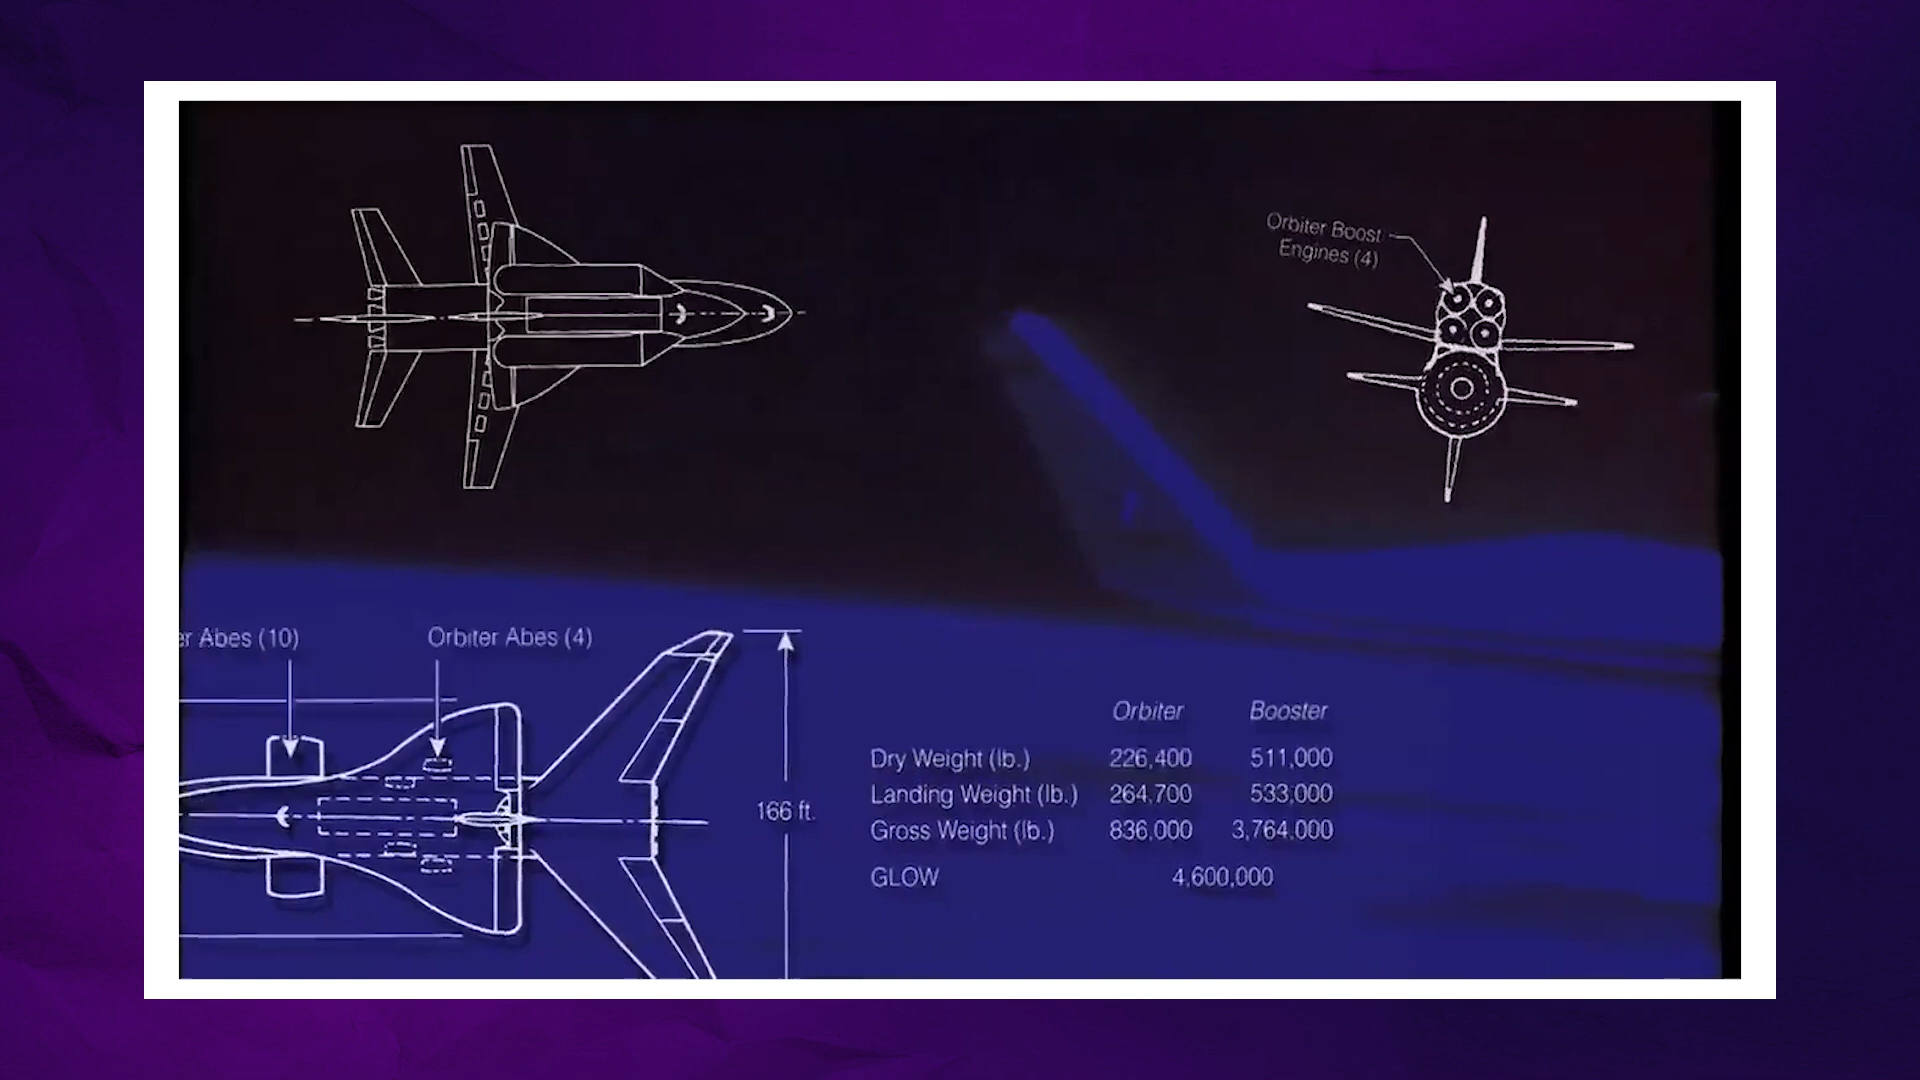 Orbiter Boost
Engines (4)
er Abes (10)
Orbiter Abes (4)
166 ft.
Orbiter Booster
Dry Weight (lb.) 226,400 511,000
Landing Weight (lb.) 264,700 533,000
Gross Weight (lb.) 836,000 3,764,000
GLOW 4,600,000